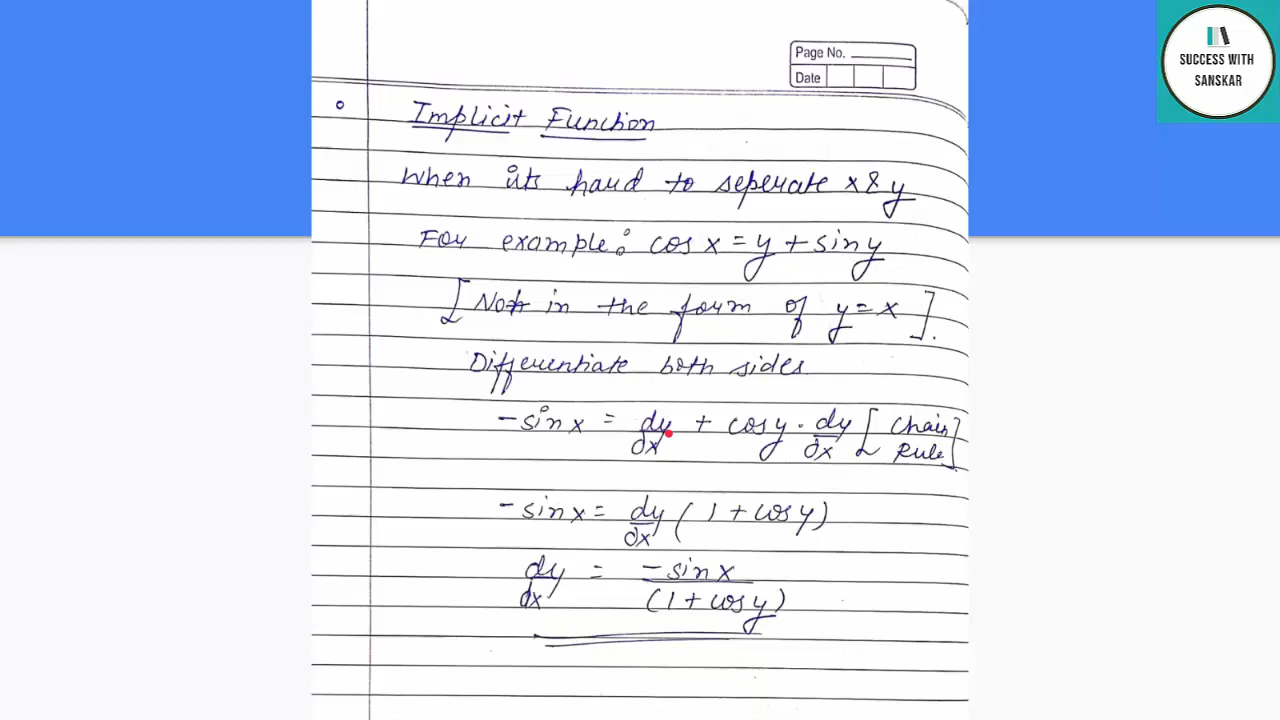 Page No.
Date
SUCCESS WITH
SANSKAR
Implicit Function
When its hard to seperate x & y
For example: cos x = y + sin y
[Not in the form of y = x].
Differentiate both sides
- sin x = dy/dx + cos y . dy/dx [Chain Rule]
- sin x = dy/dx (1 + cos y)
dy/dx = - sin x / (1 + cos y)